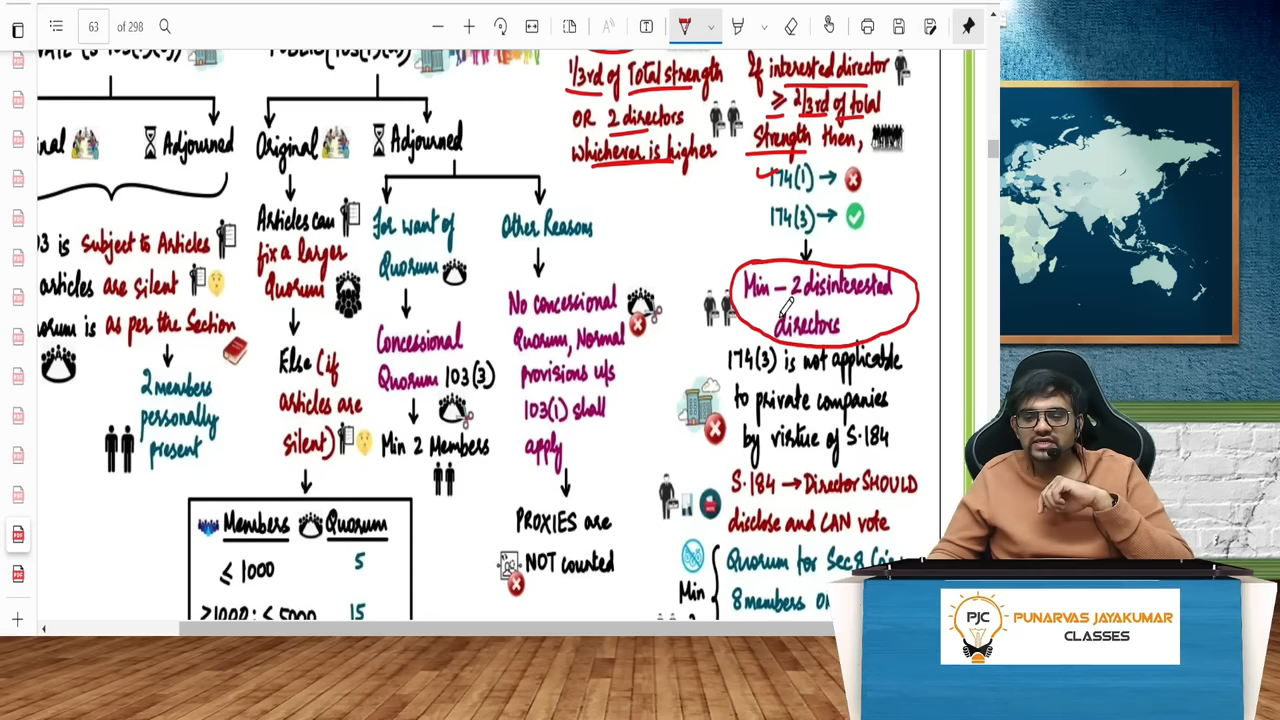 63
of 298
1/3rd of Total strength
OR 2 directors
whichever is higher
If interested director
≥ 2/3rd of total
Strength then,
174(1) →
174(3) →
Min - 2 disinterested
directors
174(3) is not applicable
to private companies
by virtue of S.184
S.184 → Director SHOULD
disclose and CAN vote
Quorum for Sec 8
Min
8 members OR
Adjourned
Original
Adjourned
is subject to Articles
articles are silent
is as per the Section
2 members
personally
present
Articles can
fix a larger
Quorum
Else (if
articles are
silent)
Members Quorum
≤ 1000 5
>1000; ≤ 5000 15
For want of
Quorum
Concessional
Quorum 103(3)
Min 2 Members
Other Reasons
No concessional
Quorum, Normal
provisions u/s
103(1) shall
apply
PROXIES are
NOT counted
PJC
PUNARVAS JAYAKUMAR
CLASSES